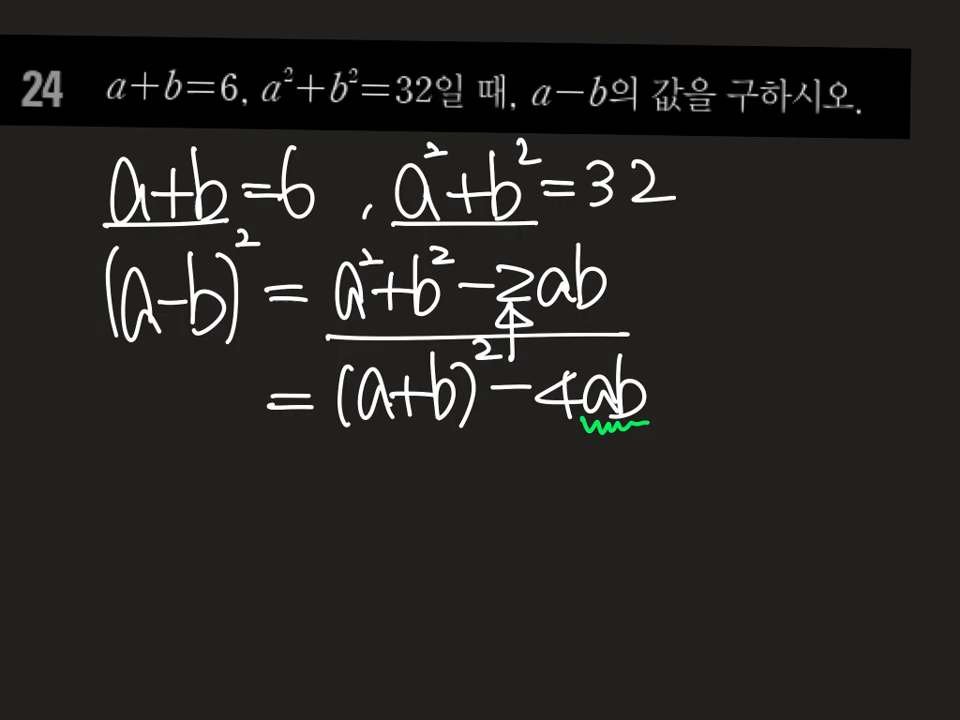 24 a+b=6, a²+b²=32일 때, a-b의 값을 구하시오.
a+b=6, a²+b²=32
(a-b)² = a²+b²-2ab
= (a+b)²-4ab